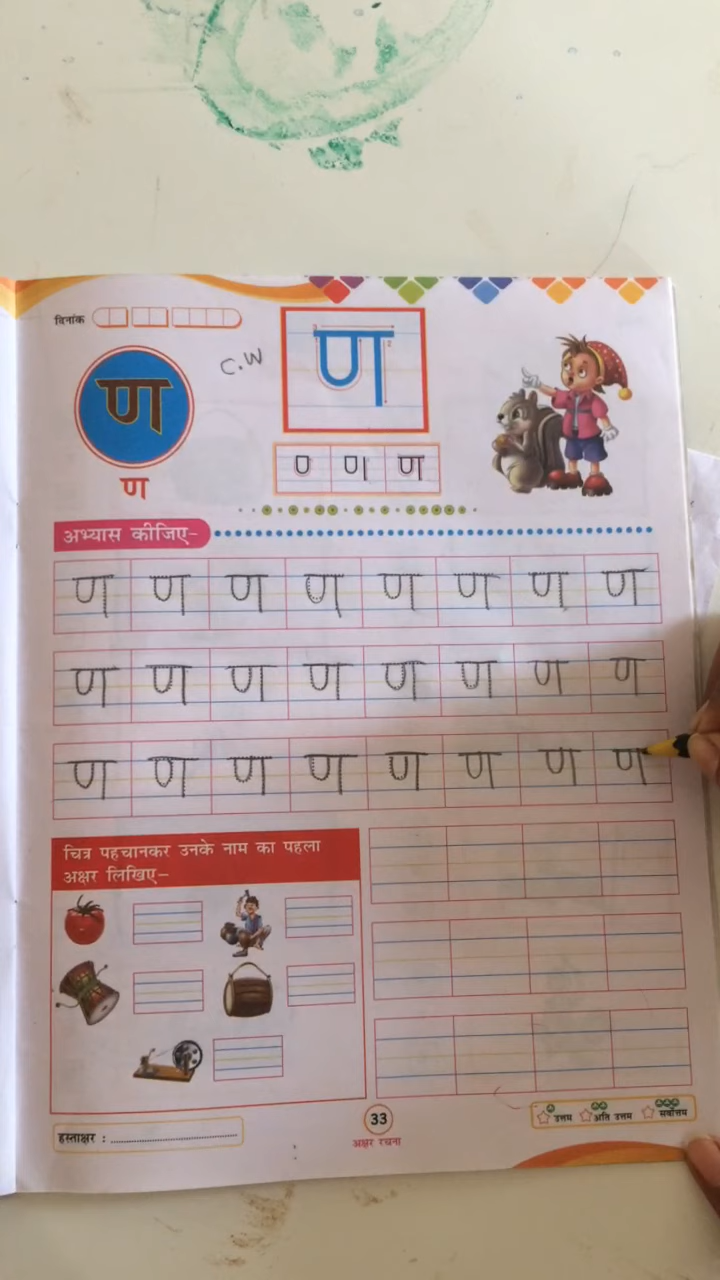 दिनांक
C.W
ण
ण
ण
ण ण ण
अभ्यास कीजिए-
ण ण ण ण ण ण ण ण
ण ण ण ण ण ण ण ण
ण ण ण ण ण ण ण ण
चित्र पहचानकर उनके नाम का पहला
अक्षर लिखिए-
हस्ताक्षर :
33
अक्षर रचना
उत्तम अति उत्तम सर्वोत्तम